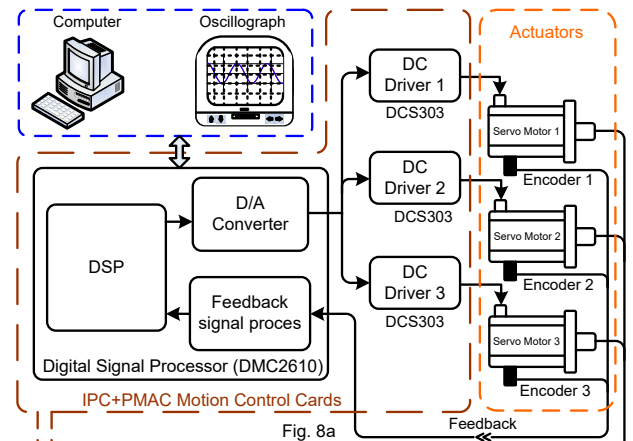 Computer
Oscillograph
Actuators
DC
Driver 1
DCS303
Servo Motor 1
Encoder 1
DC
Driver 2
DCS303
Servo Motor 2
Encoder 2
DC
Driver 3
DCS303
Servo Motor 3
Encoder 3
D/A
Converter
DSP
Feedback
signal proces
Digital Signal Processor (DMC2610)
IPC+PMAC Motion Control Cards
Feedback
Fig. 8a